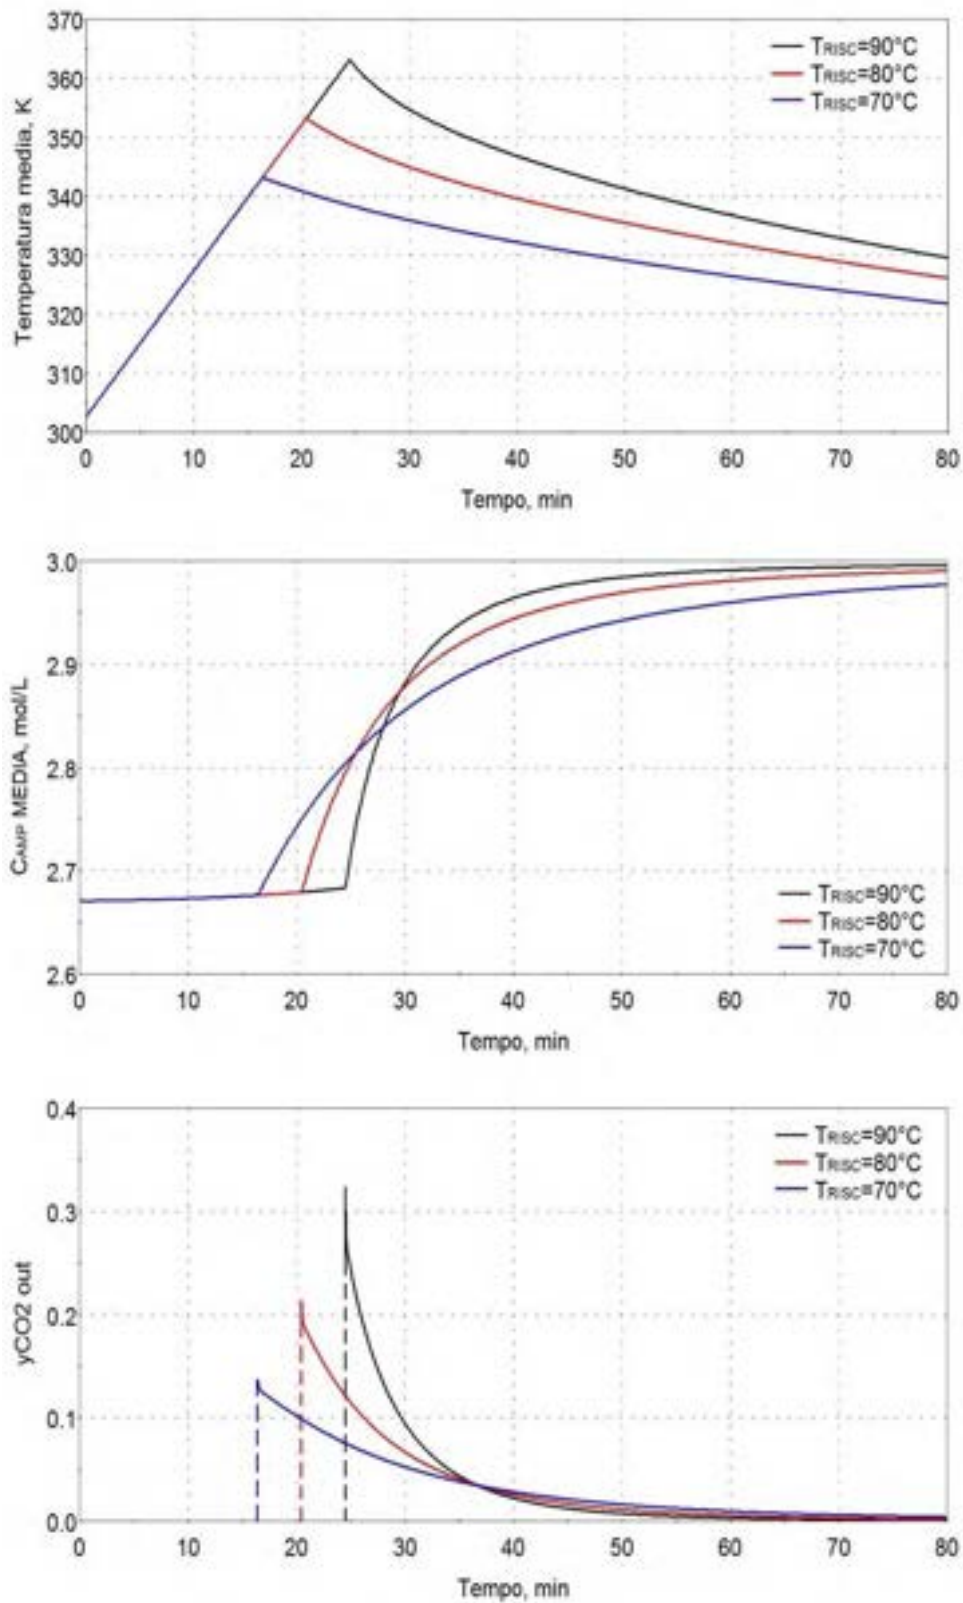 370
360
350
340
330
320
310
300
Temperatura media, K
TRISC=90°C
TRISC=80°C
TRISC=70°C
0 10 20 30 40 50 60 70 80
Tempo, min
3.0
2.9
2.8
2.7
2.6
CAMP MEDIA, mol/L
TRISC=90°C
TRISC=80°C
TRISC=70°C
0 10 20 30 40 50 60 70 80
Tempo, min
0.4
0.3
0.2
0.1
0.0
yCO2 out
TRISC=90°C
TRISC=80°C
TRISC=70°C
0 10 20 30 40 50 60 70 80
Tempo, min